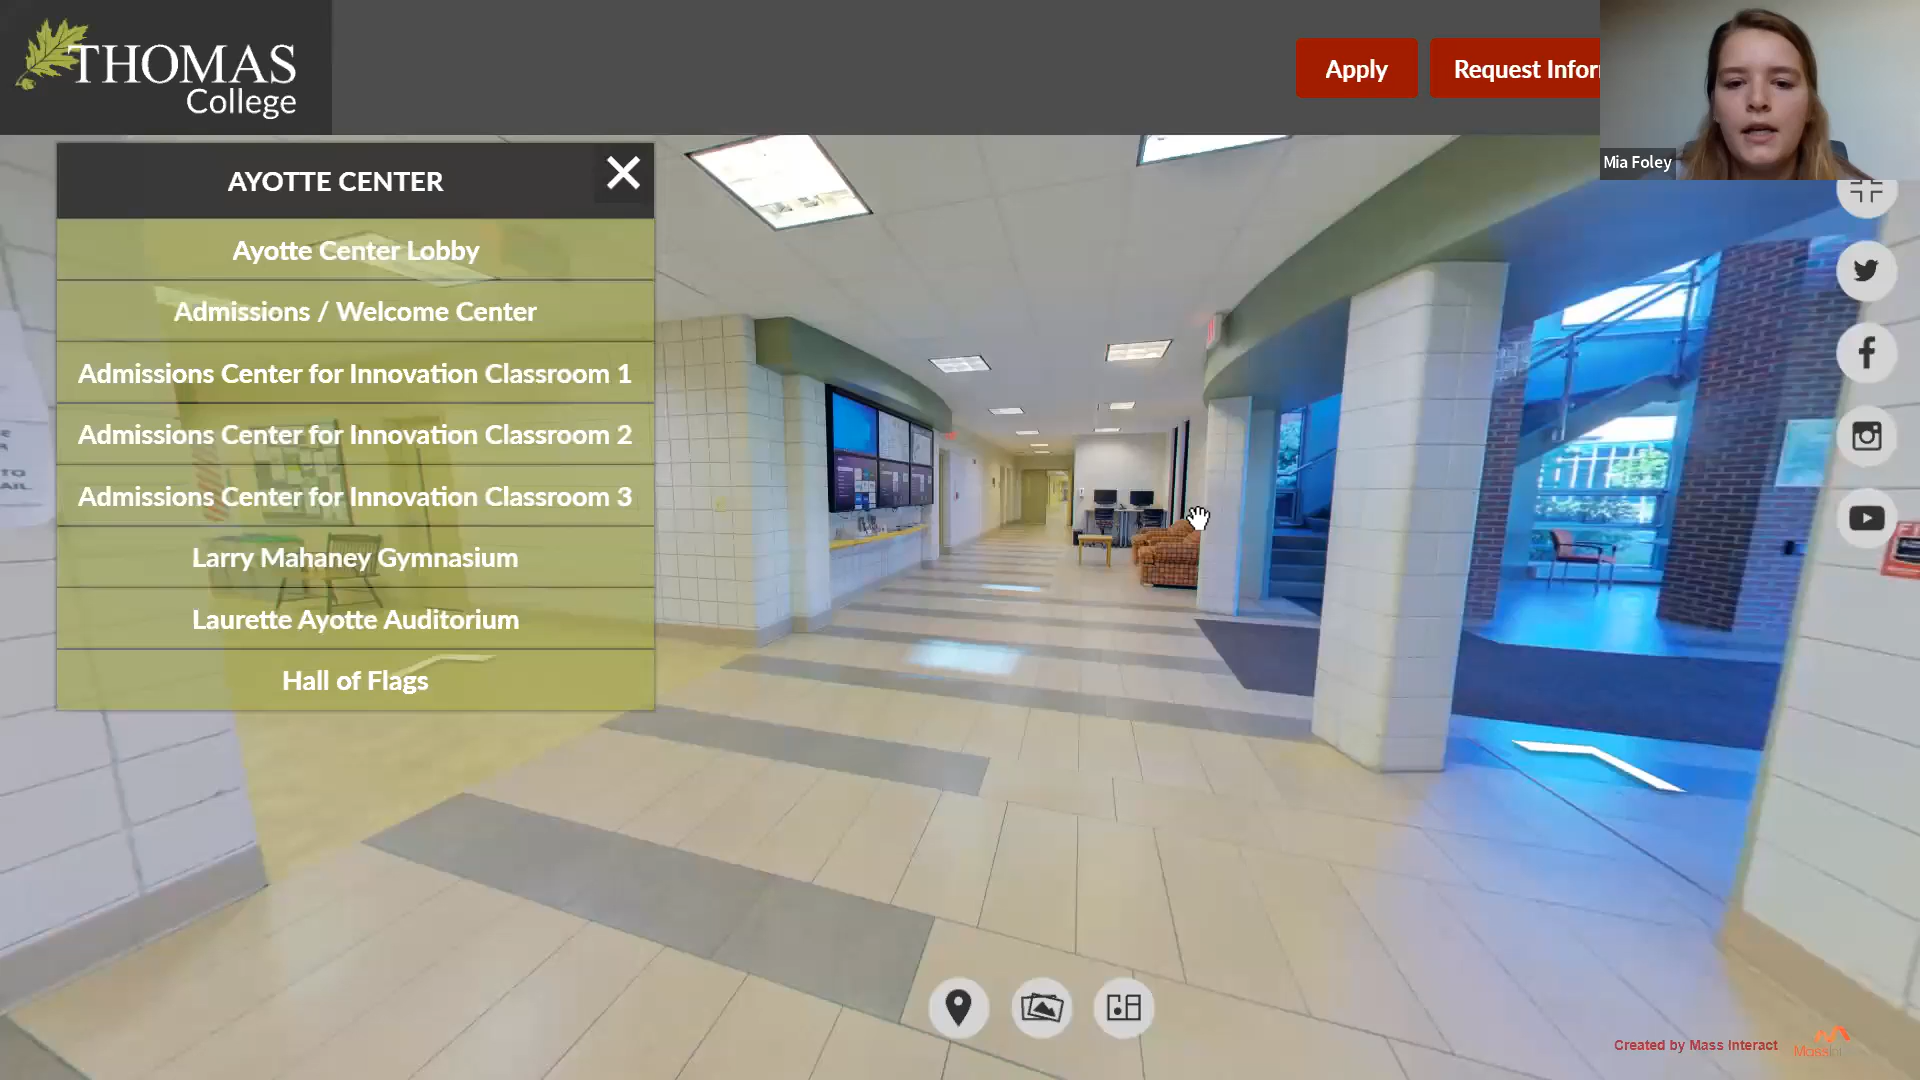 THOMAS
College
Apply
Request Infor
Mia Foley
AYOTTE CENTER
Ayotte Center Lobby
Admissions / Welcome Center
Admissions Center for Innovation Classroom 1
Admissions Center for Innovation Classroom 2
Admissions Center for Innovation Classroom 3
Larry Mahaney Gymnasium
Laurette Ayotte Auditorium
Hall of Flags
TO
Created by Mass Interact